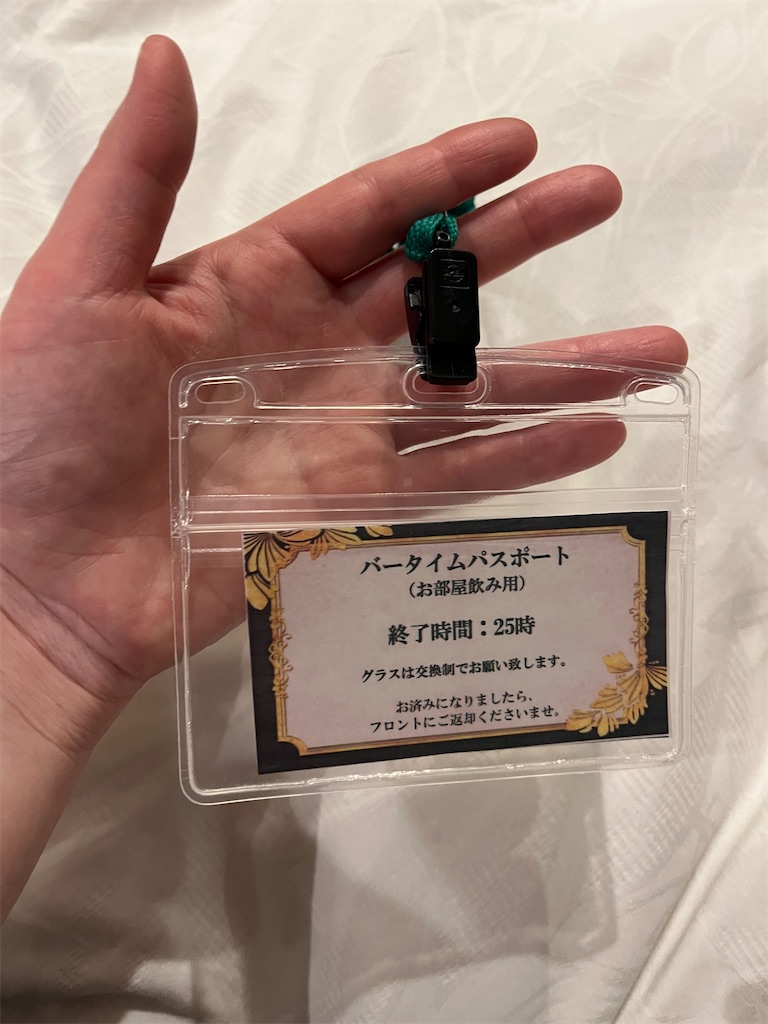 バータイムパスポート
（お部屋飲み用）
終了時間：25時
グラスは交換制でお願い致します。
お済みになりましたら、
フロントにご返却くださいませ。